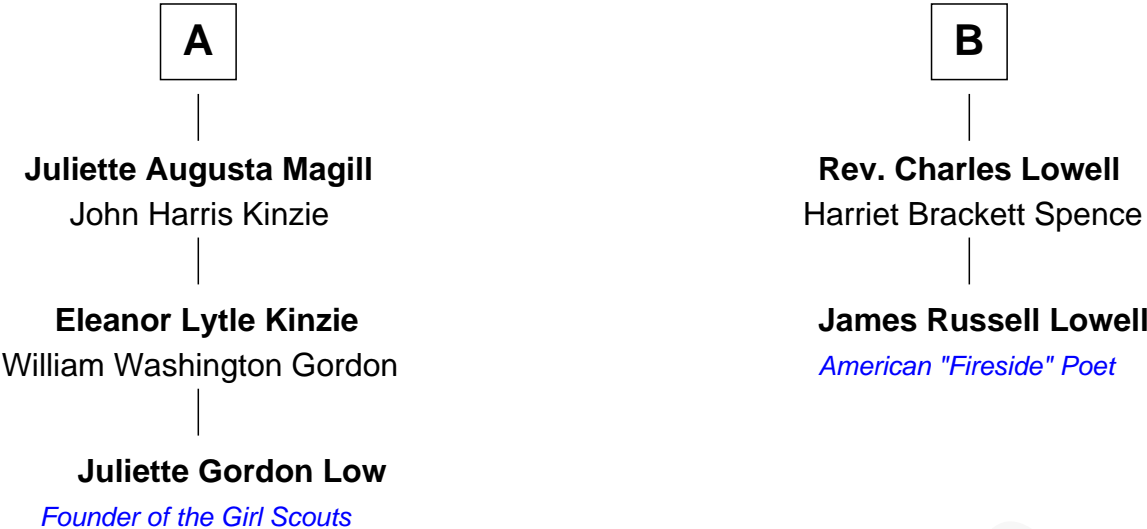 A
Juliette Augusta Magill
John Harris Kinzie
Eleanor Lytle Kinzie
William Washington Gordon
Juliette Gordon Low
Founder of the Girl Scouts
B
Rev. Charles Lowell
Harriet Brackett Spence
James Russell Lowell
American "Fireside" Poet